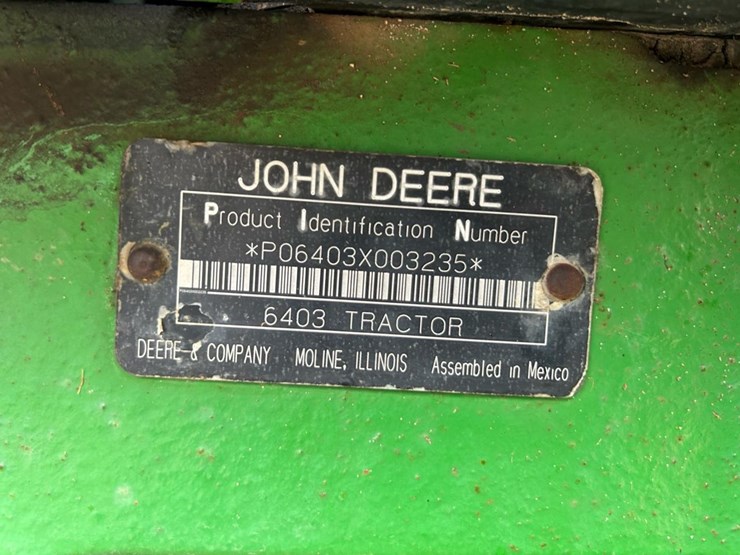 JOHN DEERE
Product Identification Number
*P06403X003235*
6403 TRACTOR
DEERE & COMPANY MOLINE, ILLINOIS Assembled in Mexico